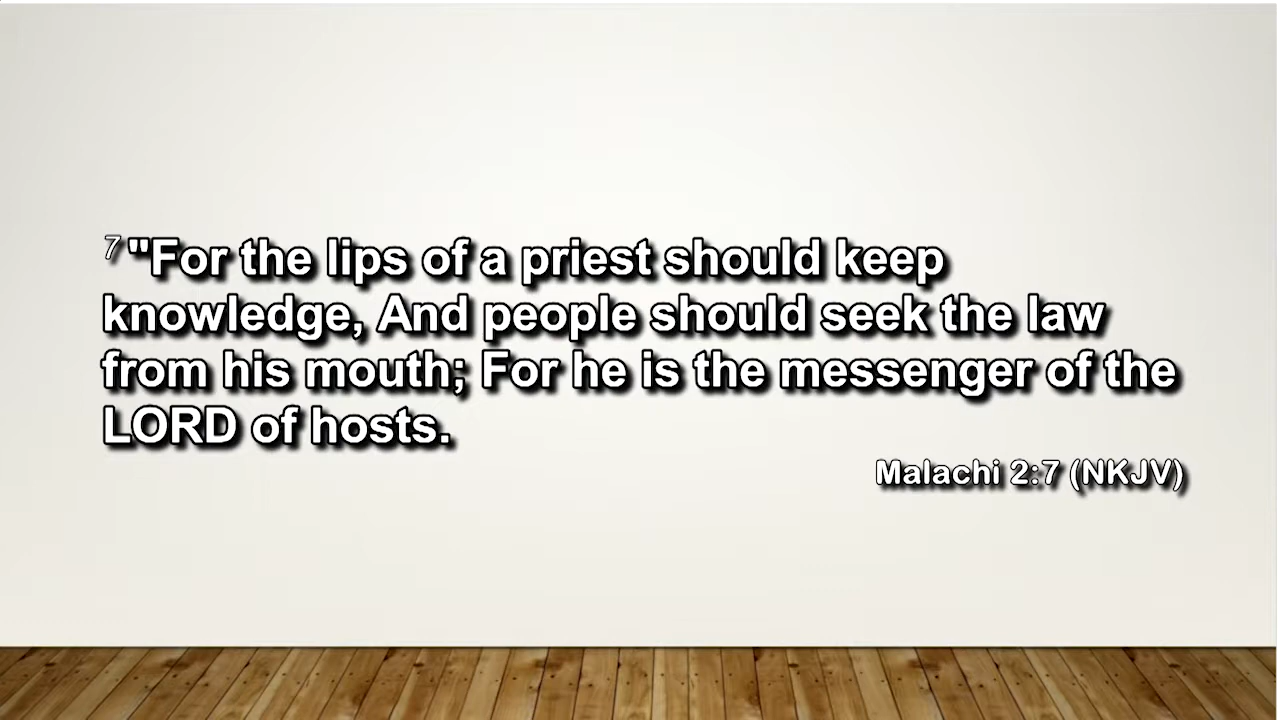 7 "For the lips of a priest should keep
knowledge, And people should seek the law
from his mouth; For he is the messenger of the
LORD of hosts.
Malachi 2:7 (NKJV)